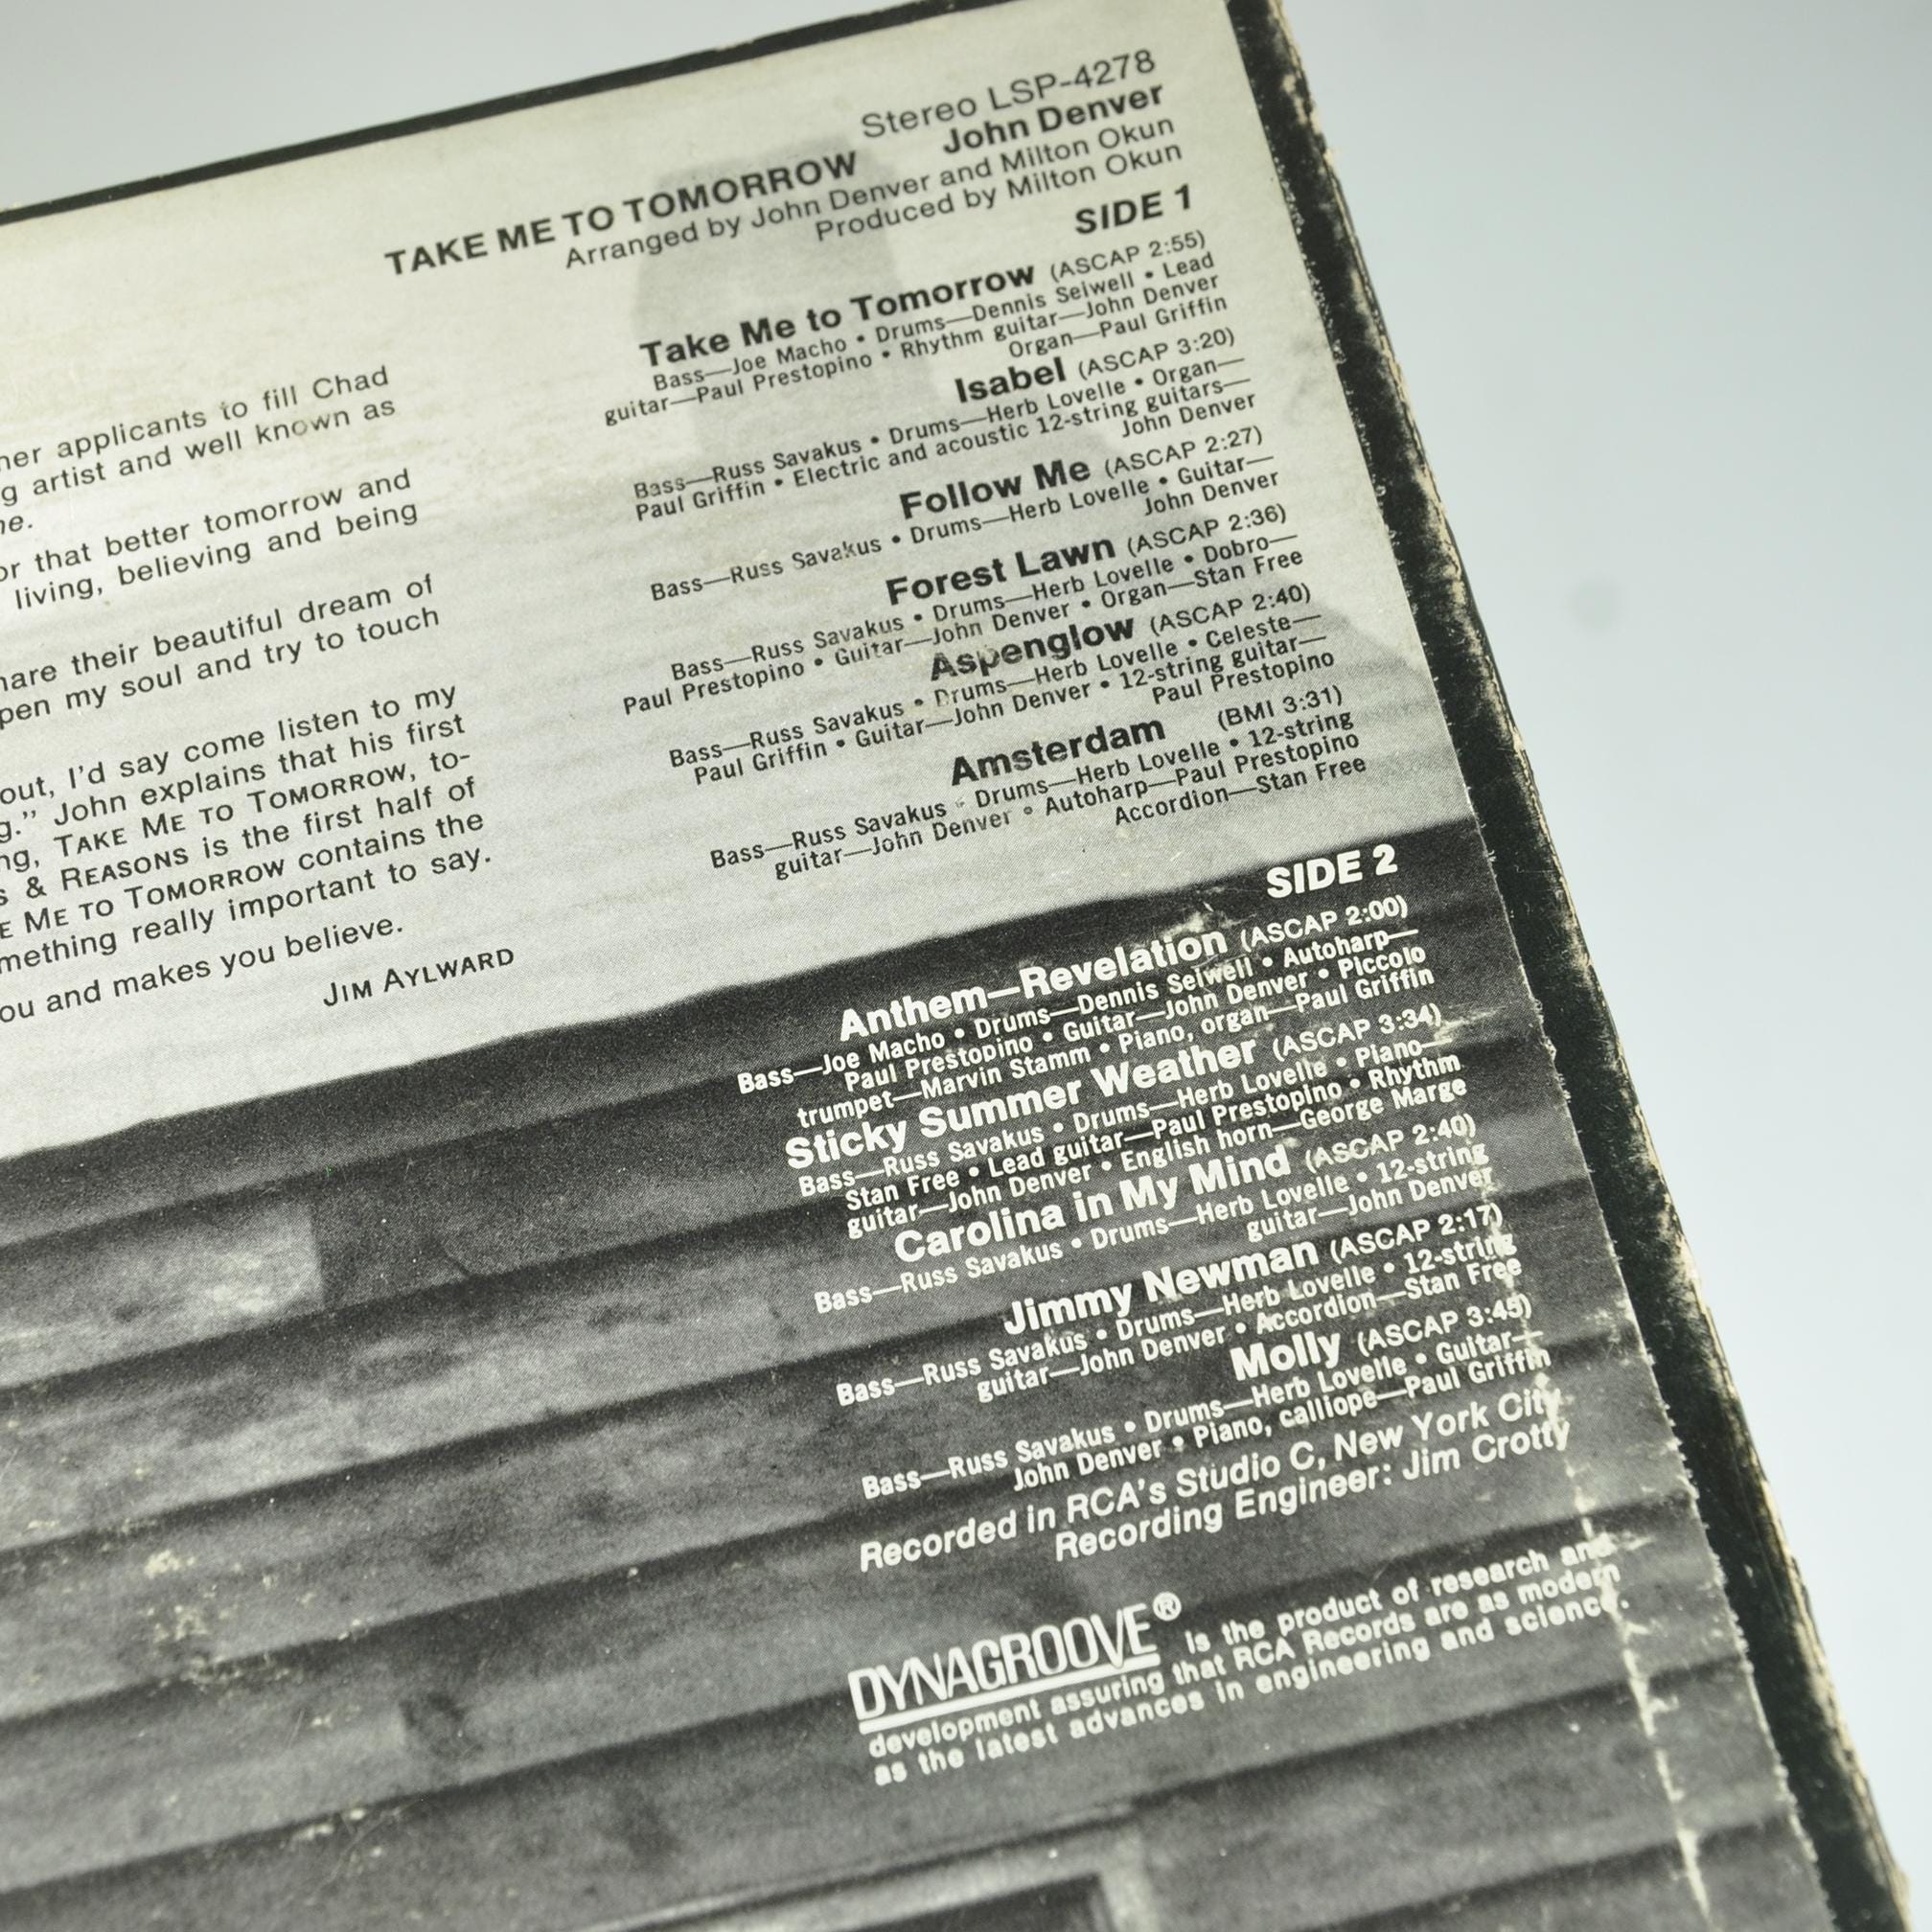 ner applicants to fill Chad
g artist and well known as
ne.
or that better tomorrow and
living, believing and being
hare their beautiful dream of
pen my soul and try to touch
out, I'd say come listen to my
g." John explains that his first
ng, TAKE ME TO TOMORROW, to-
s & REASONS is the first half of
E ME TO TOMORROW contains the
mething really important to say.
ou and makes you believe.
JIM AYLWARD
Stereo LSP-4278
TAKE ME TO TOMORROW John Denver
Arranged by John Denver and Milton Okun
Produced by Milton Okun
SIDE 1
Take Me to Tomorrow (ASCAP 2:55)
Bass—Joe Macho • Drums—Dennis Seiwell • Lead
guitar—Paul Prestopino • Rhythm guitar—John Denver
Organ—Paul Griffin
Isabel (ASCAP 3:20)
Bass—Russ Savakus • Drums—Herb Lovelle • Organ—
Paul Griffin • Electric and acoustic 12-string guitars—
John Denver
Follow Me (ASCAP 2:27)
Bass—Russ Savakus • Drums—Herb Lovelle • Guitar—
John Denver
Forest Lawn (ASCAP 2:36)
Bass—Russ Savakus • Drums—Herb Lovelle • Dobro—
Paul Prestopino • Guitar—John Denver • Organ—Stan Free
Aspenglow (ASCAP 2:40)
Bass—Russ Savakus • Drums—Herb Lovelle • Celeste—
Paul Griffin • Guitar—John Denver • 12-string guitar—
Paul Prestopino
Amsterdam (BMI 3:31)
Bass—Russ Savakus • Drums—Herb Lovelle • 12-string
guitar—John Denver • Autoharp—Paul Prestopino
Accordion—Stan Free
SIDE 2
Anthem—Revelation (ASCAP 2:00)
Bass—Joe Macho • Drums—Dennis Seiwell • Autoharp—
Paul Prestopino • Guitar—John Denver • Piccolo
trumpet—Marvin Stamm • Piano, organ—Paul Griffin
Sticky Summer Weather (ASCAP 3:34)
Bass—Russ Savakus • Drums—Herb Lovelle • Piano—
Stan Free • Lead guitar—Paul Prestopino • Rhythm
guitar—John Denver • English horn—George Marge
Carolina in My Mind (ASCAP 2:40)
Bass—Russ Savakus • Drums—Herb Lovelle • 12-string
guitar—John Denver
Jimmy Newman (ASCAP 2:17)
Bass—Russ Savakus • Drums—Herb Lovelle • 12-string
guitar—John Denver • Accordion—Stan Free
Molly (ASCAP 3:45)
Bass—Russ Savakus • Drums—Herb Lovelle • Guitar—
John Denver • Piano, calliope—Paul Griffin
Recorded in RCA's Studio C, New York City
Recording Engineer: Jim Crotty
DYNAGROOVE® is the product of research and
development assuring that RCA Records are as modern
as the latest advances in engineering and science.